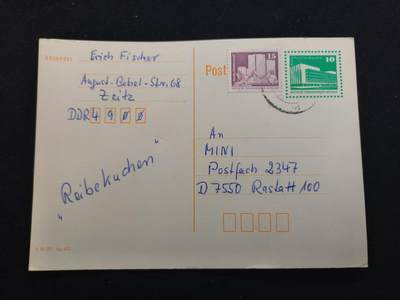 Absender
Erich Fischer
August-Bebel-Str. 68
Zeitz
DDR 4900
"Reibekuchen"
Post
15
10
An
MINI
Postfach 2347
D 7550 Rastatt 100